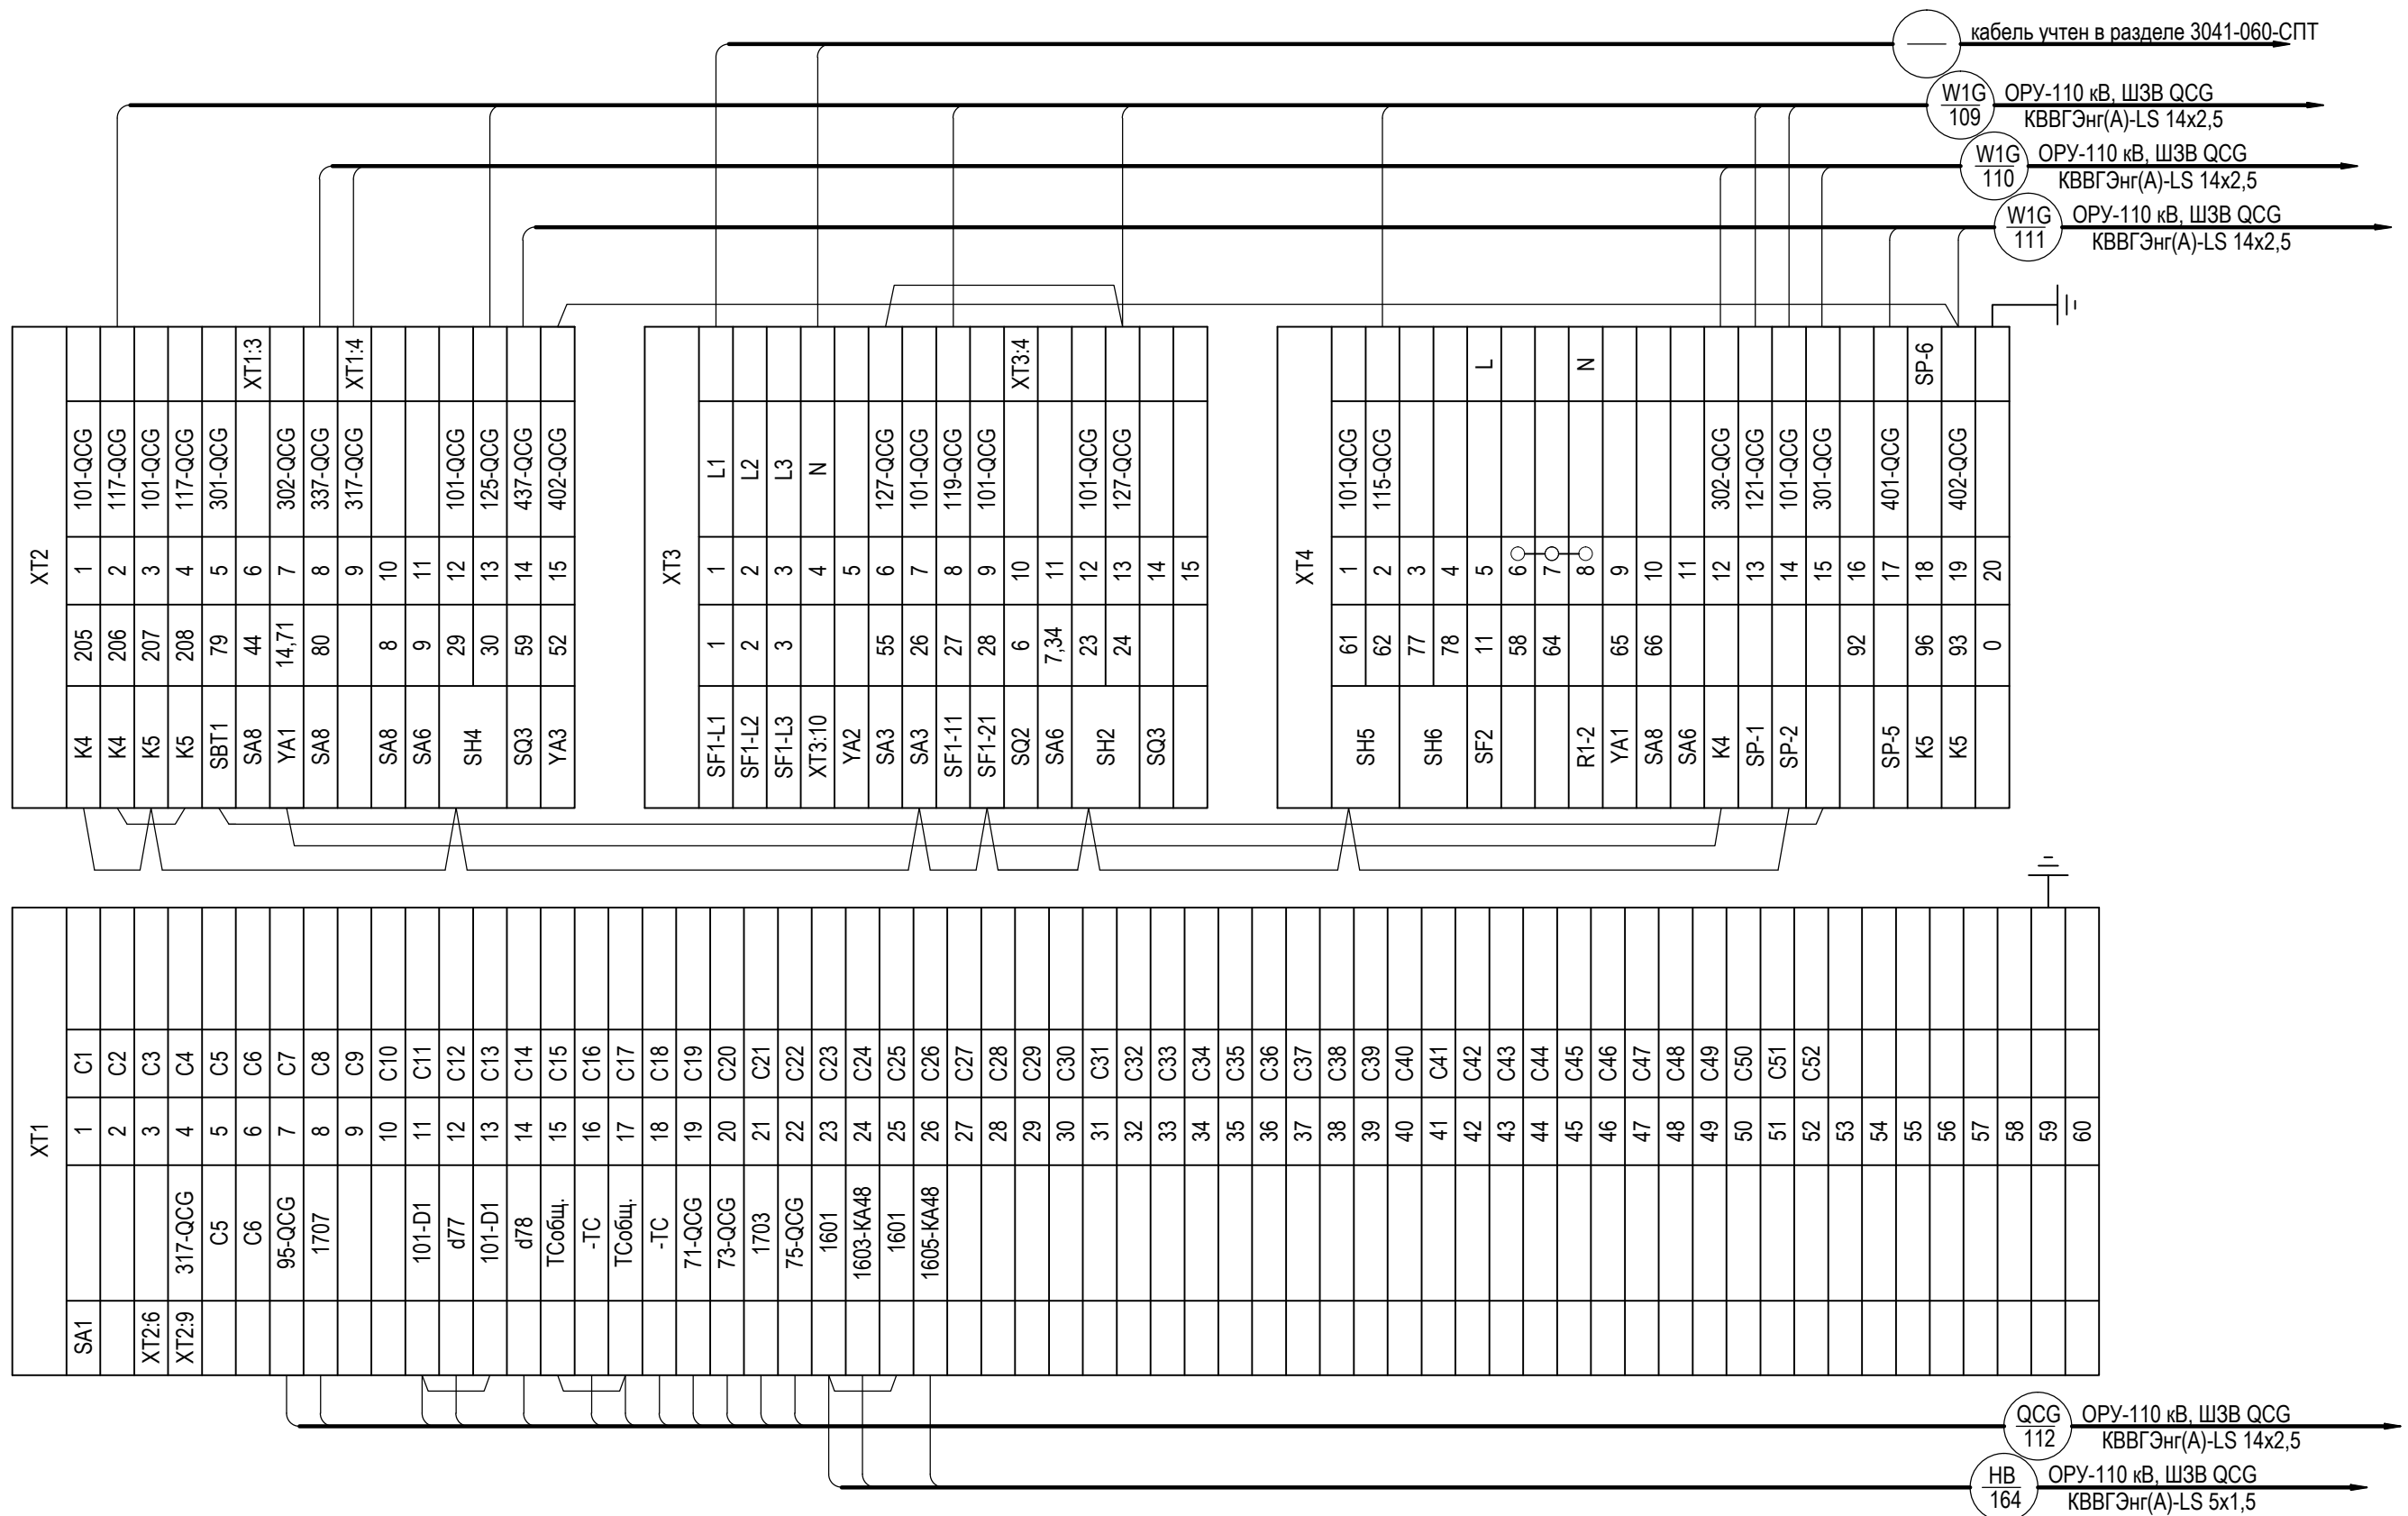 кабель учтен в разделе 3041-060-СПТ
W1G
109
ОРУ-110 кВ, ШЗВ QCG
КВВГЭнг(А)-LS 14х2,5
W1G
110
ОРУ-110 кВ, ШЗВ QCG
КВВГЭнг(А)-LS 14х2,5
W1G
111
ОРУ-110 кВ, ШЗВ QCG
КВВГЭнг(А)-LS 14х2,5
XT2
101-QCG 1 205 K4
117-QCG 2 206 K4
101-QCG 3 207 K5
117-QCG 4 208 K5
301-QCG 5 79 SBT1
XT1:3 6 44 SA8
302-QCG 7 14,71 YA1
337-QCG 8 80 SA8
XT1:4 317-QCG 9
10 8 SA8
11 9 SA6
101-QCG 12 29 SH4
125-QCG 13 30
437-QCG 14 59 SQ3
402-QCG 15 52 YA3
XT3
L1 1 1 SF1-L1
L2 2 2 SF1-L2
L3 3 3 SF1-L3
N 4 XT3:10
5 YA2
127-QCG 6 55 SA3
101-QCG 7 26 SA3
119-QCG 8 27 SF1-11
101-QCG 9 28 SF1-21
XT3:4 10 6 SQ2
11 7,34 SA6
101-QCG 12 23 SH2
127-QCG 13 24
14 SQ3
15
XT4
101-QCG 1 61 SH5
115-QCG 2 62
3 77 SH6
4 78
L 5 11 SF2
6 58
7 64
N 8 R1-2
9 65 YA1
10 66 SA8
11 SA6
302-QCG 12 K4
121-QCG 13 SP-1
101-QCG 14 SP-2
301-QCG 15
16 92
401-QCG 17 SP-5
SP-6 18 96 K5
402-QCG 19 93 K5
20 0
XT1
C1 1 SA1
C2 2
C3 3 XT2:6
C4 4 317-QCG XT2:9
C5 5 C5
C6 6 C6
C7 7 95-QCG
C8 8 1707
C9 9
C10 10
C11 11 101-D1
C12 12 d77
C13 13 101-D1
C14 14 d78
C15 15 ТСобщ.
C16 16 -ТС
C17 17 ТСобщ.
C18 18 -ТС
C19 19 71-QCG
C20 20 73-QCG
C21 21 1703
C22 22 75-QCG
C23 23 1601
C24 24 1603-КА48
C25 25 1601
C26 26 1605-КА48
C27 27
C28 28
C29 29
C30 30
C31 31
C32 32
C33 33
C34 34
C35 35
C36 36
C37 37
C38 38
C39 39
C40 40
C41 41
C42 42
C43 43
C44 44
C45 45
C46 46
C47 47
C48 48
C49 49
C50 50
C51 51
C52 52
53
54
55
56
57
58
59
60
QCG
112
ОРУ-110 кВ, ШЗВ QCG
КВВГЭнг(А)-LS 14х2,5
НВ
164
ОРУ-110 кВ, ШЗВ QCG
КВВГЭнг(А)-LS 5х1,5